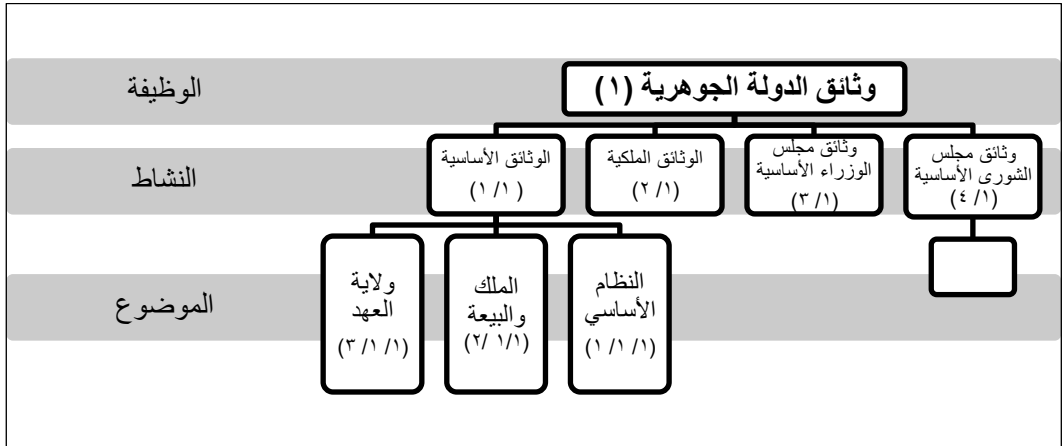 الوظيفة
وثائق الدولة الجوهرية (١)
النشاط
وثائق مجلس
الشورى الأساسية
(١/ ٤)
وثائق مجلس
الوزراء الأساسية
(١/ ٣)
الوثائق الملكية
(١/ ٢)
الوثائق الأساسية
(١/ ١ )
الموضوع
النظام
الأساسي
(١/ ١/ ١)
الملك
والبيعة
(١/١ /٢)
ولاية
العهد
(١/ ١/ ٣)